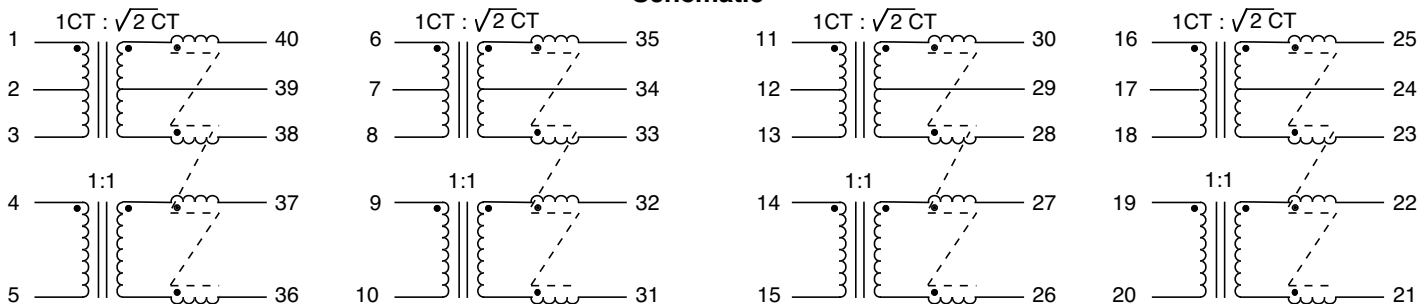 Schematic
1CT : √2 CT 1CT : √2 CT 1CT : √2 CT 1CT : √2 CT
1 40 6 35 11 30 16 25
2 39 7 34 12 29 17 24
3 38 8 33 13 28 18 23
1:1 1:1 1:1 1:1
4 37 9 32 14 27 19 22
5 36 10 31 15 26 20 21